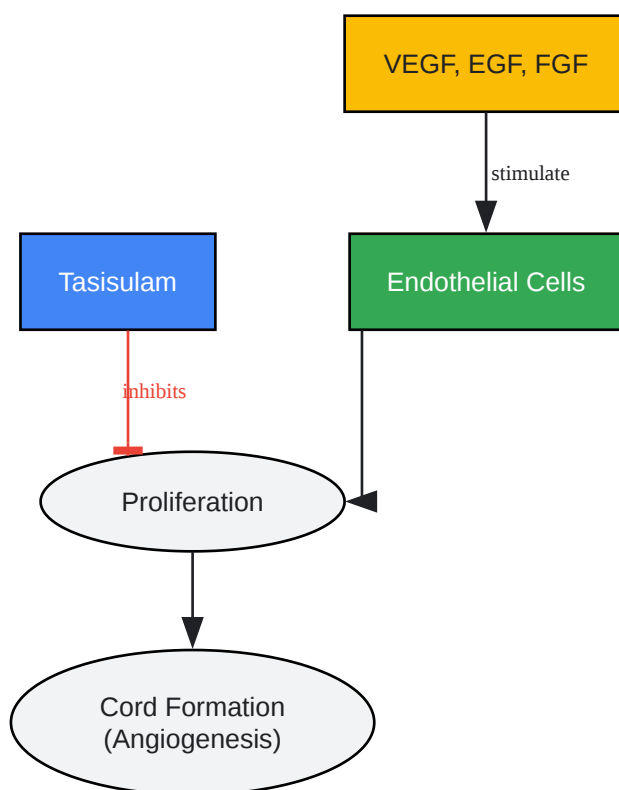 VEGF, EGF, FGF
stimulate
Tasisulam
Endothelial Cells
inhibits
Proliferation
Cord Formation
(Angiogenesis)